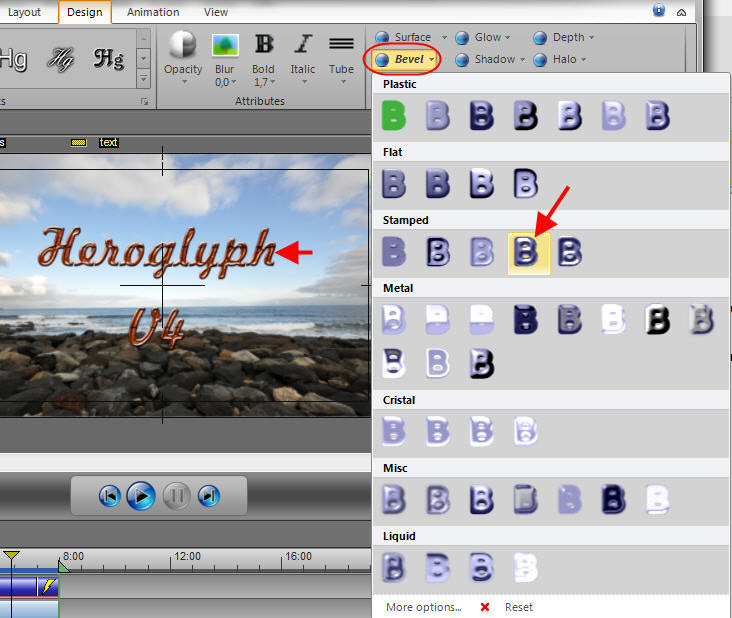 Layout Design Animation View
Surface Glow Depth
Bevel Shadow Halo
Hg Hg Hg
Opacity Blur 0,0 Bold 1,7 Italic Tube
Attributes
Plastic
s text
Flat
Stamped
Heroglyph
V4
Metal
Cristal
Misc
Liquid
8:00 12:00 16:00
More options... Reset